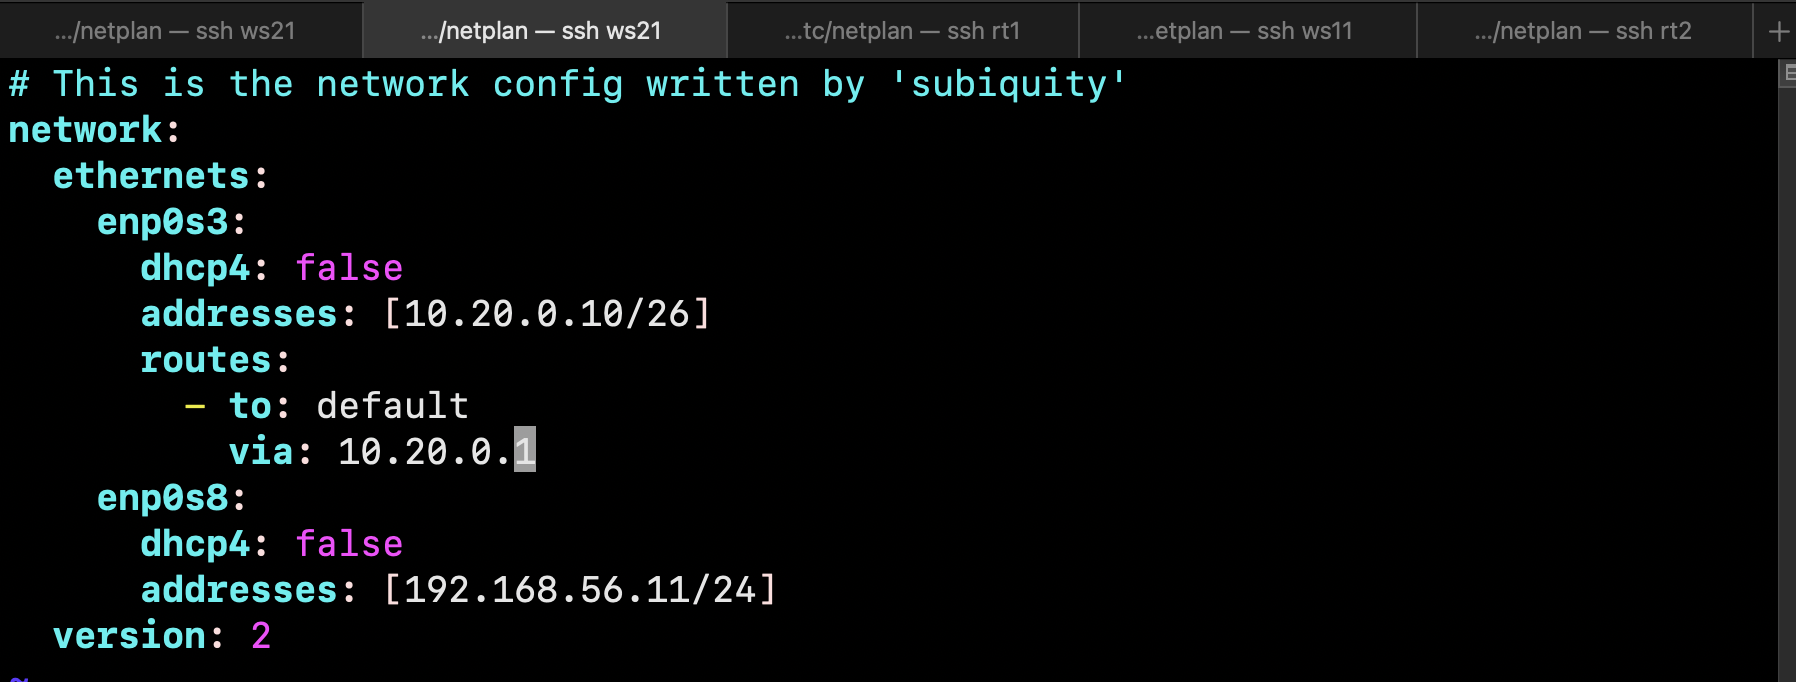 .../netplan — ssh ws21
.../netplan — ssh ws21
...tc/netplan — ssh rt1
...etplan — ssh ws11
.../netplan — ssh rt2
+
# This is the network config written by 'subiquity'
network:
  ethernets:
    enp0s3:
      dhcp4: false
      addresses: [10.20.0.10/26]
      routes:
        - to: default
          via: 10.20.0.1
    enp0s8:
      dhcp4: false
      addresses: [192.168.56.11/24]
  version: 2
~